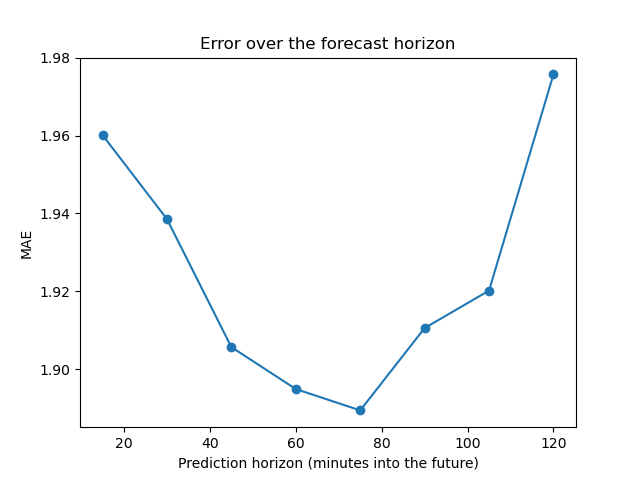 Error over the forecast horizon
1.98
1.96
1.94
1.92
1.90
MAE
20 40 60 80 100 120
Prediction horizon (minutes into the future)